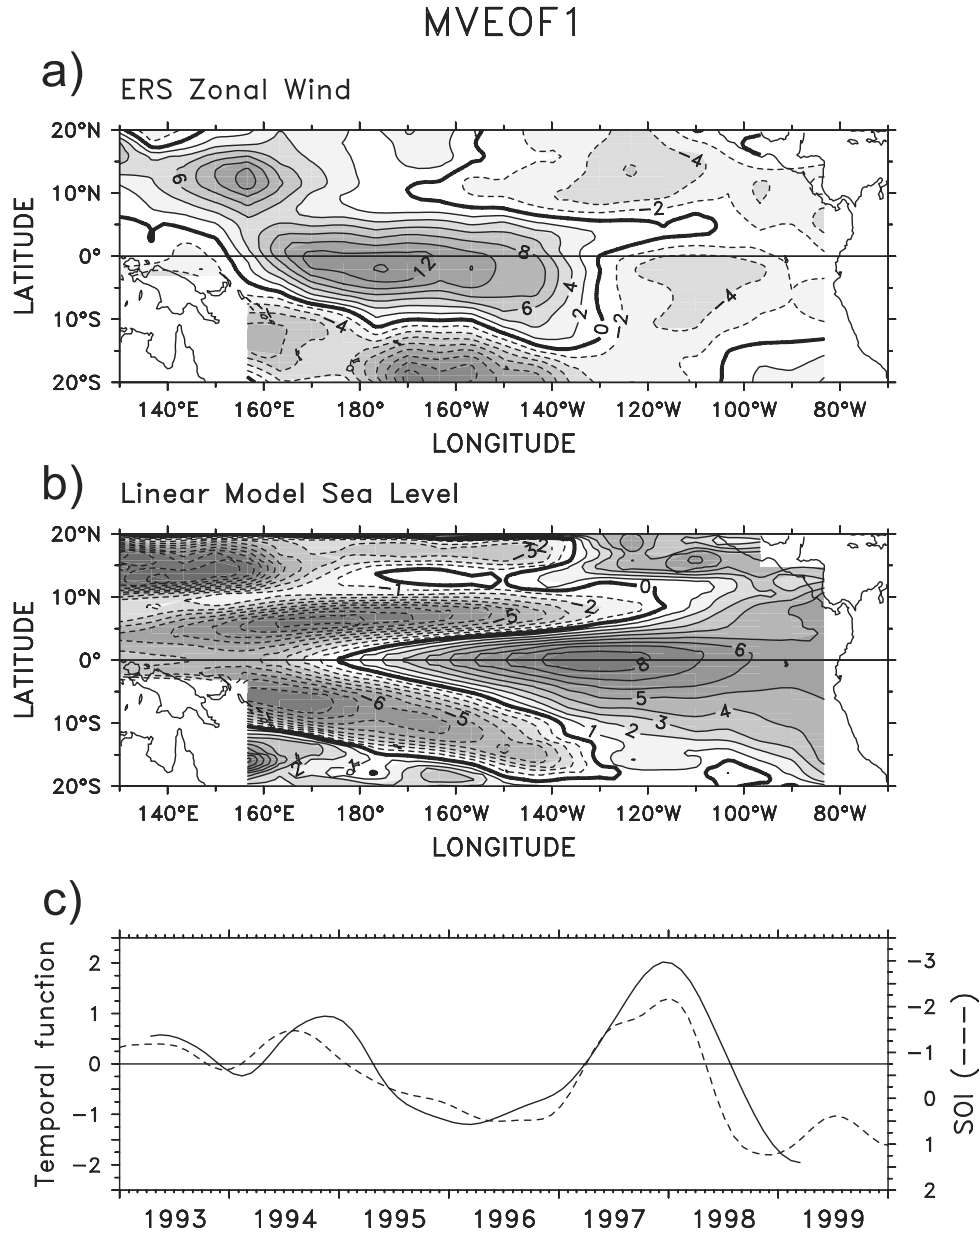 MVEOF1
a)
ERS Zonal Wind
20°N
10°N
0°
10°S
20°S
LATITUDE
6
12
8
6
4
2
0
−2
−2
−4
−4
4
140°E 160°E 180° 160°W 140°W 120°W 100°W 80°W
LONGITUDE
b)
Linear Model Sea Level
20°N
10°N
0°
10°S
20°S
LATITUDE
−2
0
−1
−2
−5
6
8
5
4
3
2
1
6
5
140°E 160°E 180° 160°W 140°W 120°W 100°W 80°W
LONGITUDE
c)
Temporal function
2
1
0
−1
−2
-3
-2
-1
0
1
2
SOI (---)
1993 1994 1995 1996 1997 1998 1999